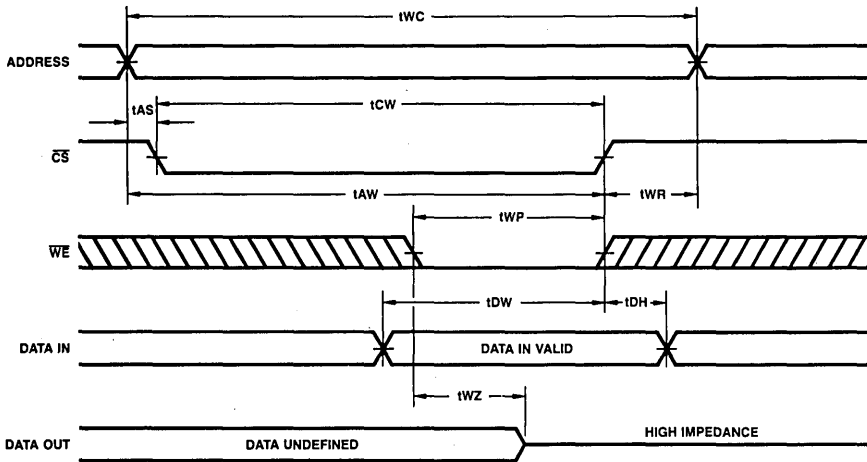 tWC
ADDRESS
tAS
tCW
CS
tAW
tWR
tWP
WE
tDW
tDH
DATA IN
DATA IN VALID
tWZ
DATA OUT
DATA UNDEFINED
HIGH IMPEDANCE